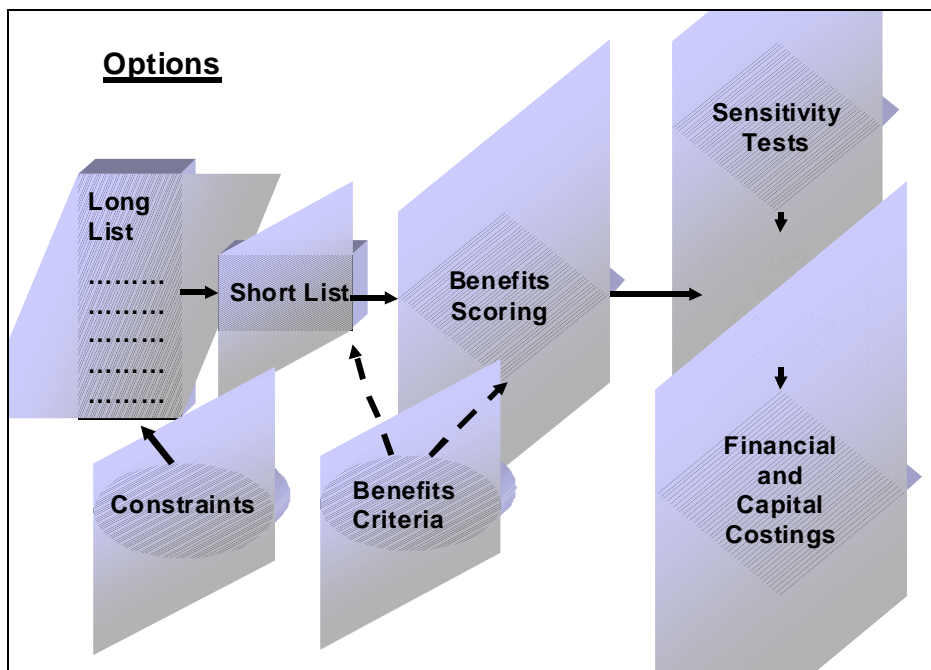 Options
Long
List
………
………
………
………
………
Short List
Benefits
Scoring
Sensitivity
Tests
Constraints
Benefits
Criteria
Financial
and
Capital
Costings